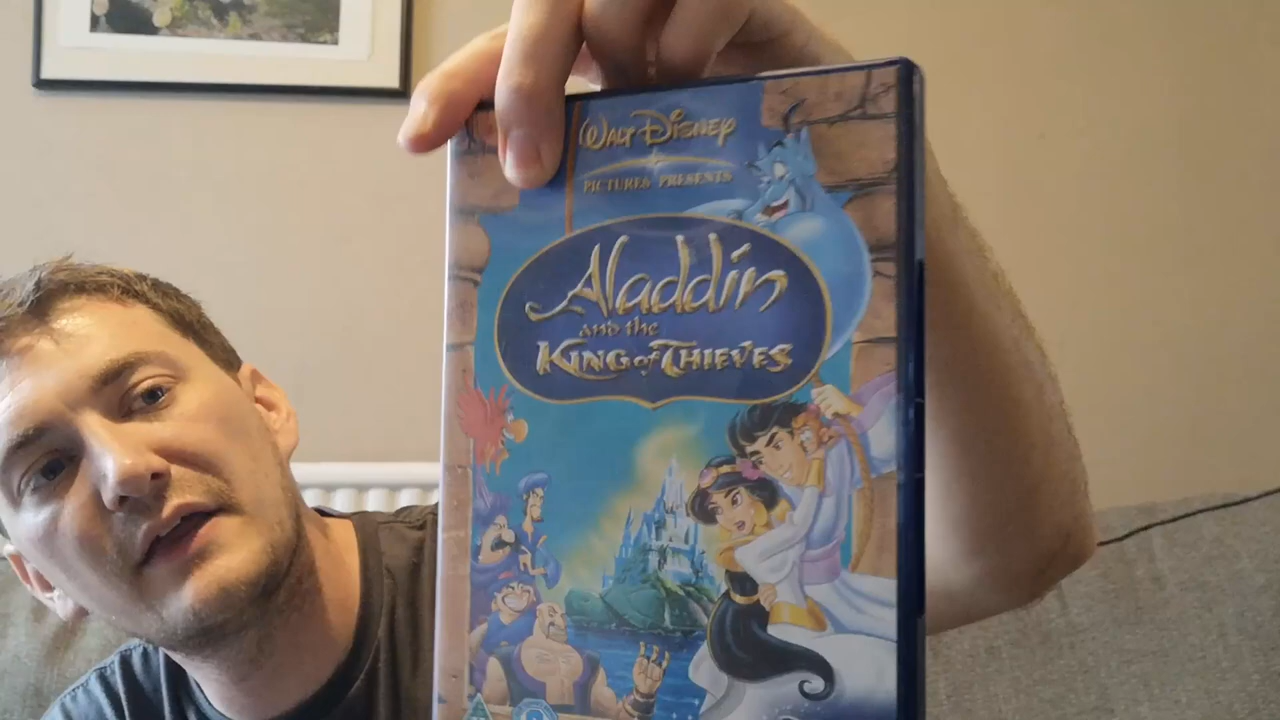 Walt Disney
PICTURES PRESENTS
Aladdin
and the
KING of THIEVES
U